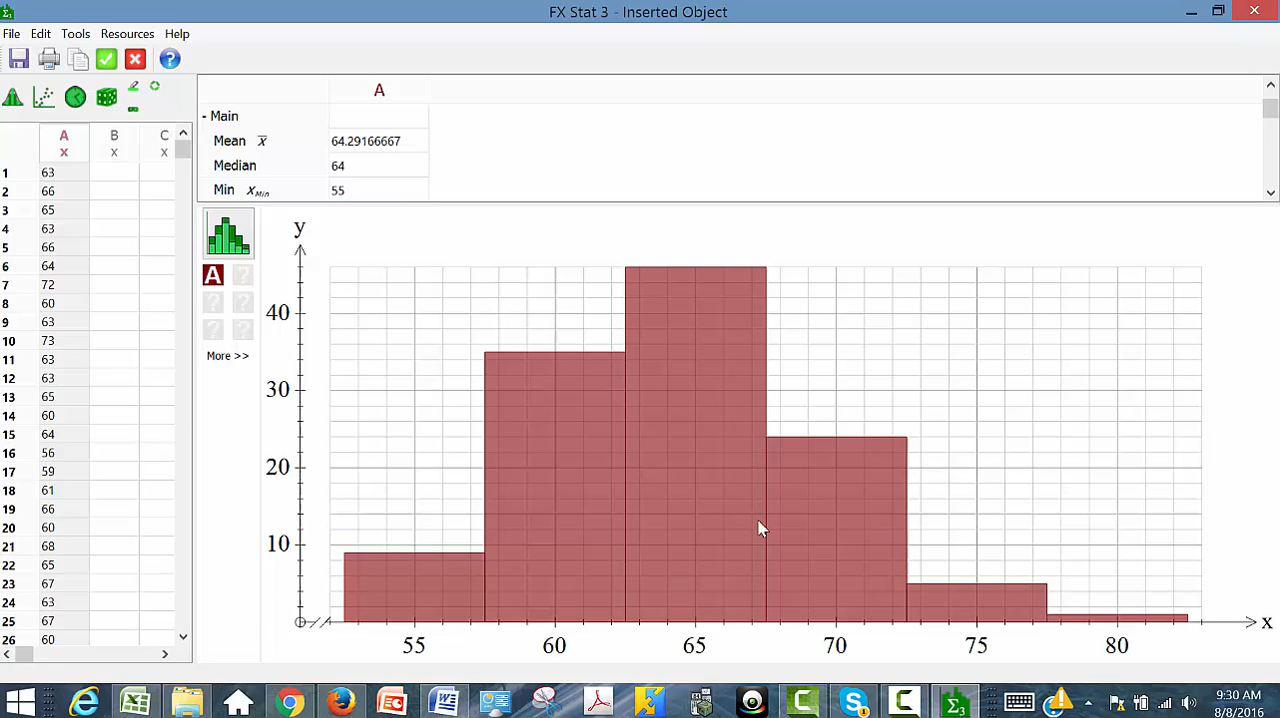 FX Stat 3 - Inserted Object
File Edit Tools Resources Help
A
- Main
Mean x̅ 64.29166667
Median 64
Min xMin 55
A B C
x x x
1 63
2 66
3 65
4 63
5 66
6 64
7 72
8 60
9 63
10 73
11 63
12 63
13 65
14 60
15 64
16 56
17 59
18 61
19 66
20 60
21 68
22 65
23 67
24 63
25 67
26 60
A ?
? ?
? ?
More >>
y
40
30
20
10
55 60 65 70 75 80
x
9:30 AM
8/8/2016